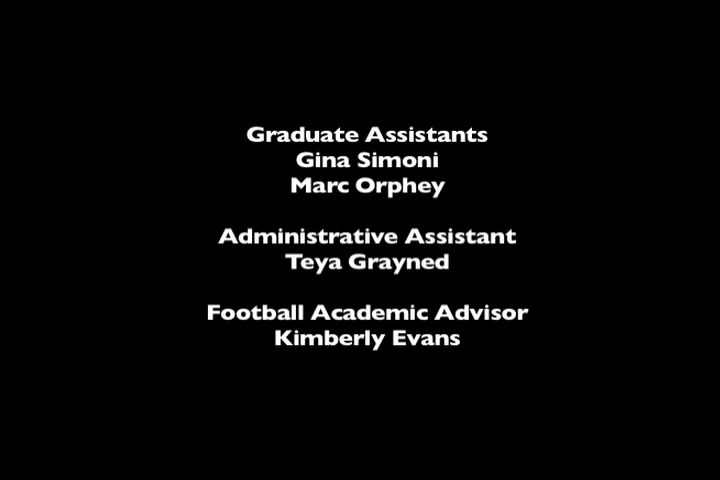 Graduate Assistants
Gina Simoni
Marc Orphey
Administrative Assistant
Teya Grayned
Football Academic Advisor
Kimberly Evans